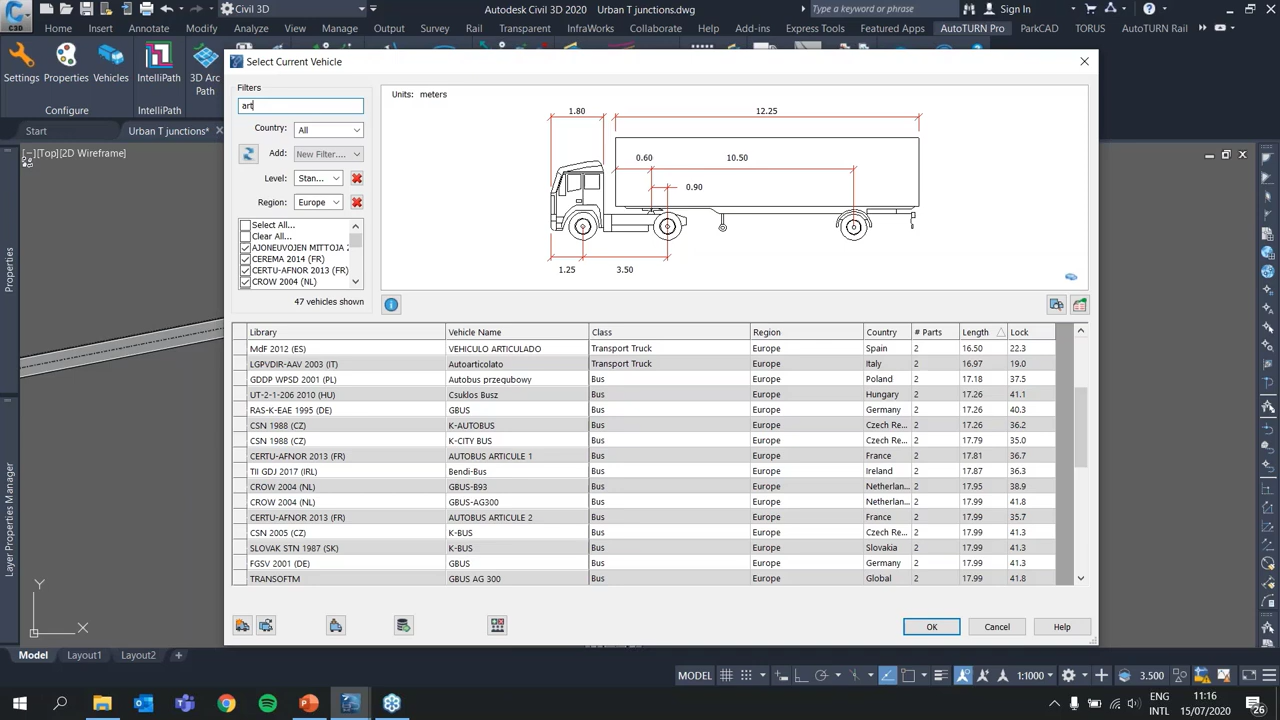 Civil 3D
Autodesk Civil 3D 2020 Urban T junctions.dwg
Type a keyword or phrase
Sign In
C3D
Home Insert Annotate Modify Analyze View Manage Output Survey Rail Transparent InfraWorks Collaborate Help Add-ins Express Tools Featured Apps AutoTURN Pro ParkCAD TORUS AutoTURN Rail
Settings Properties Vehicles IntelliPath 3D Arc Path
Configure IntelliPath
Start Urban T junctions*
[−][Top][2D Wireframe]
Select Current Vehicle
Filters
art
Country: All
Add: New Filter....
Level: Stan...
Region: Europe
Select All...
Clear All...
AJONEUVOJEN MITTOJA 2
CEREMA 2014 (FR)
CERTU-AFNOR 2013 (FR)
CROW 2004 (NL)
47 vehicles shown
Units: meters
1.80 12.25
0.60 10.50
0.90
1.25 3.50
Library Vehicle Name Class Region Country # Parts Length Lock
MdF 2012 (ES) VEHICULO ARTICULADO Transport Truck Europe Spain 2 16.50 22.3
LGPVDIR-AAV 2003 (IT) Autoarticolato Transport Truck Europe Italy 2 16.97 19.0
GDDP WPSD 2001 (PL) Autobus przegubowy Bus Europe Poland 2 17.18 37.5
UT-2-1-206 2010 (HU) Csuklos Busz Bus Europe Hungary 2 17.26 41.1
RAS-K-EAE 1995 (DE) GBUS Bus Europe Germany 2 17.26 40.3
CSN 1988 (CZ) K-AUTOBUS Bus Europe Czech Re... 2 17.26 36.2
CSN 1988 (CZ) K-CITY BUS Bus Europe Czech Re... 2 17.79 35.0
CERTU-AFNOR 2013 (FR) AUTOBUS ARTICULE 1 Bus Europe France 2 17.81 36.7
TII GDJ 2017 (IRL) Bendi-Bus Bus Europe Ireland 2 17.87 36.3
CROW 2004 (NL) GBUS-B93 Bus Europe Netherlan... 2 17.95 38.9
CROW 2004 (NL) GBUS-AG300 Bus Europe Netherlan... 2 17.99 41.8
CERTU-AFNOR 2013 (FR) AUTOBUS ARTICULE 2 Bus Europe France 2 17.99 35.7
CSN 2005 (CZ) K-BUS Bus Europe Czech Re... 2 17.99 41.3
SLOVAK STN 1987 (SK) K-BUS Bus Europe Slovakia 2 17.99 41.3
FGSV 2001 (DE) GBUS Bus Europe Germany 2 17.99 41.3
TRANSOFTM GBUS AG 300 Bus Europe Global 2 17.99 41.8
OK Cancel Help
Properties
Layer Properties Manager
Y
X
Model Layout1 Layout2 +
MODEL 1:1000 3.500
ENG
INTL
11:16
15/07/2020
26